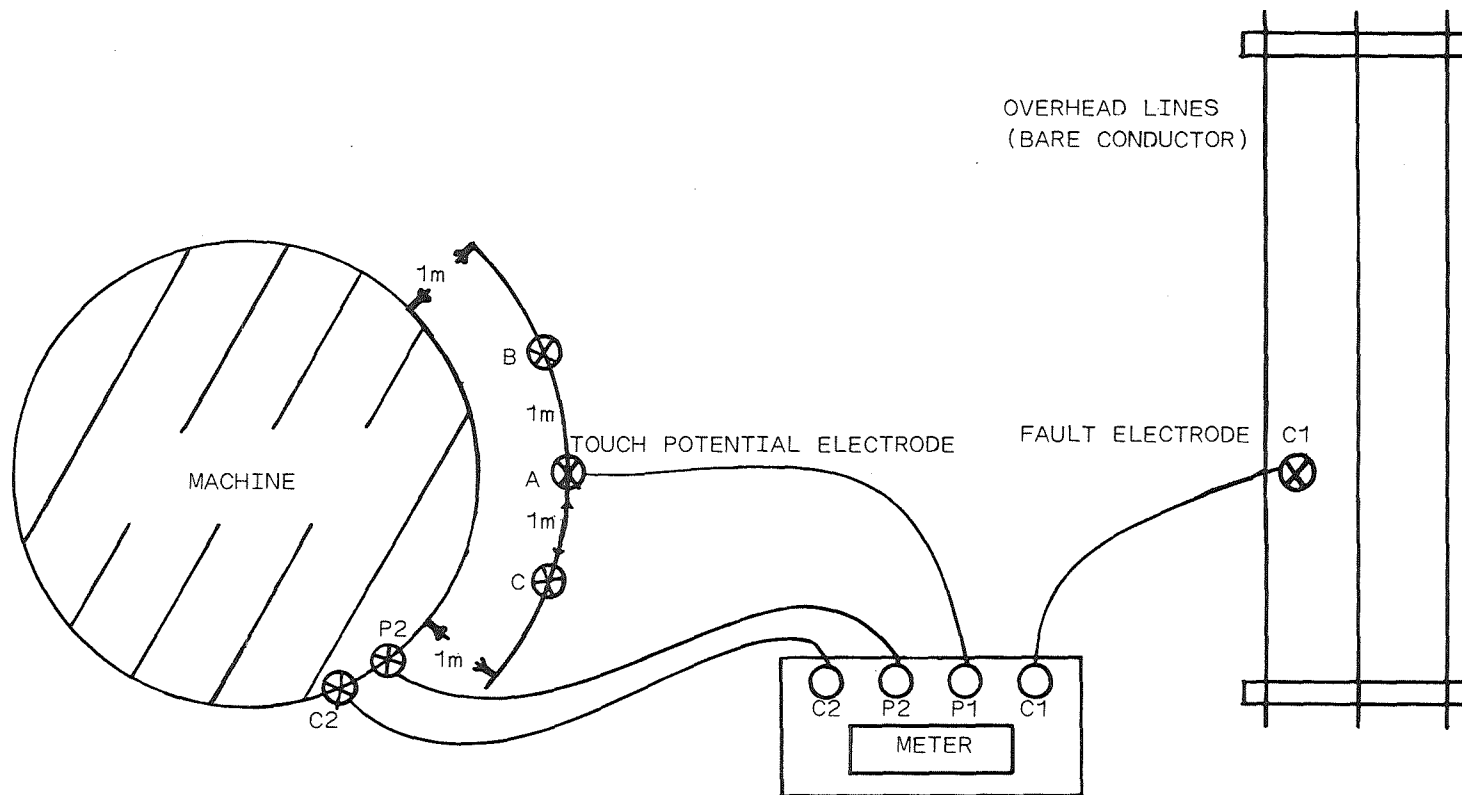 OVERHEAD LINES
(BARE CONDUCTOR)
1m
B
1m
TOUCH POTENTIAL ELECTRODE
FAULT ELECTRODE
C1
A
MACHINE
1m
C
P2
1m
C2
C2
P2
P1
C1
METER